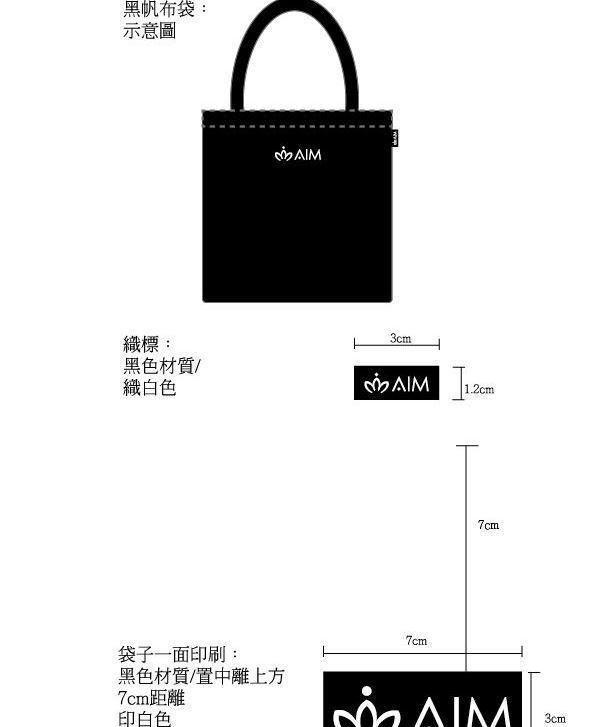 黑帆布袋：
示意圖
AIM
織標：
黑色材質/
織白色
3cm
AIM
1.2cm
7cm
袋子一面印刷：
黑色材質/置中離上方
7cm距離
印白色
7cm
AIM
3cm